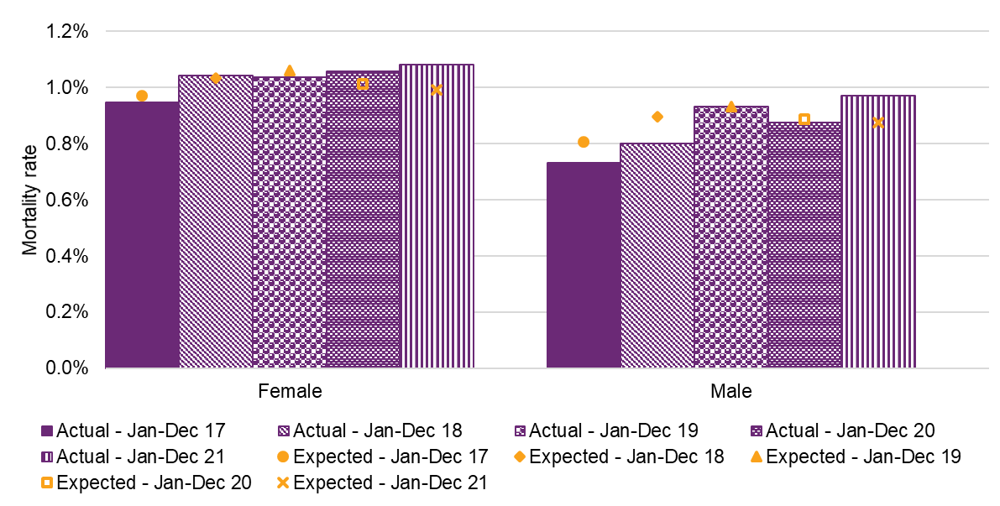 1.2%
1.0%
0.8%
0.6%
0.4%
0.2%
0.0%
Mortality rate
Female Male
Actual - Jan-Dec 17 Actual - Jan-Dec 18 Actual - Jan-Dec 19 Actual - Jan-Dec 20
Actual - Jan-Dec 21 Expected - Jan-Dec 17 Expected - Jan-Dec 18 Expected - Jan-Dec 19
Expected - Jan-Dec 20 Expected - Jan-Dec 21